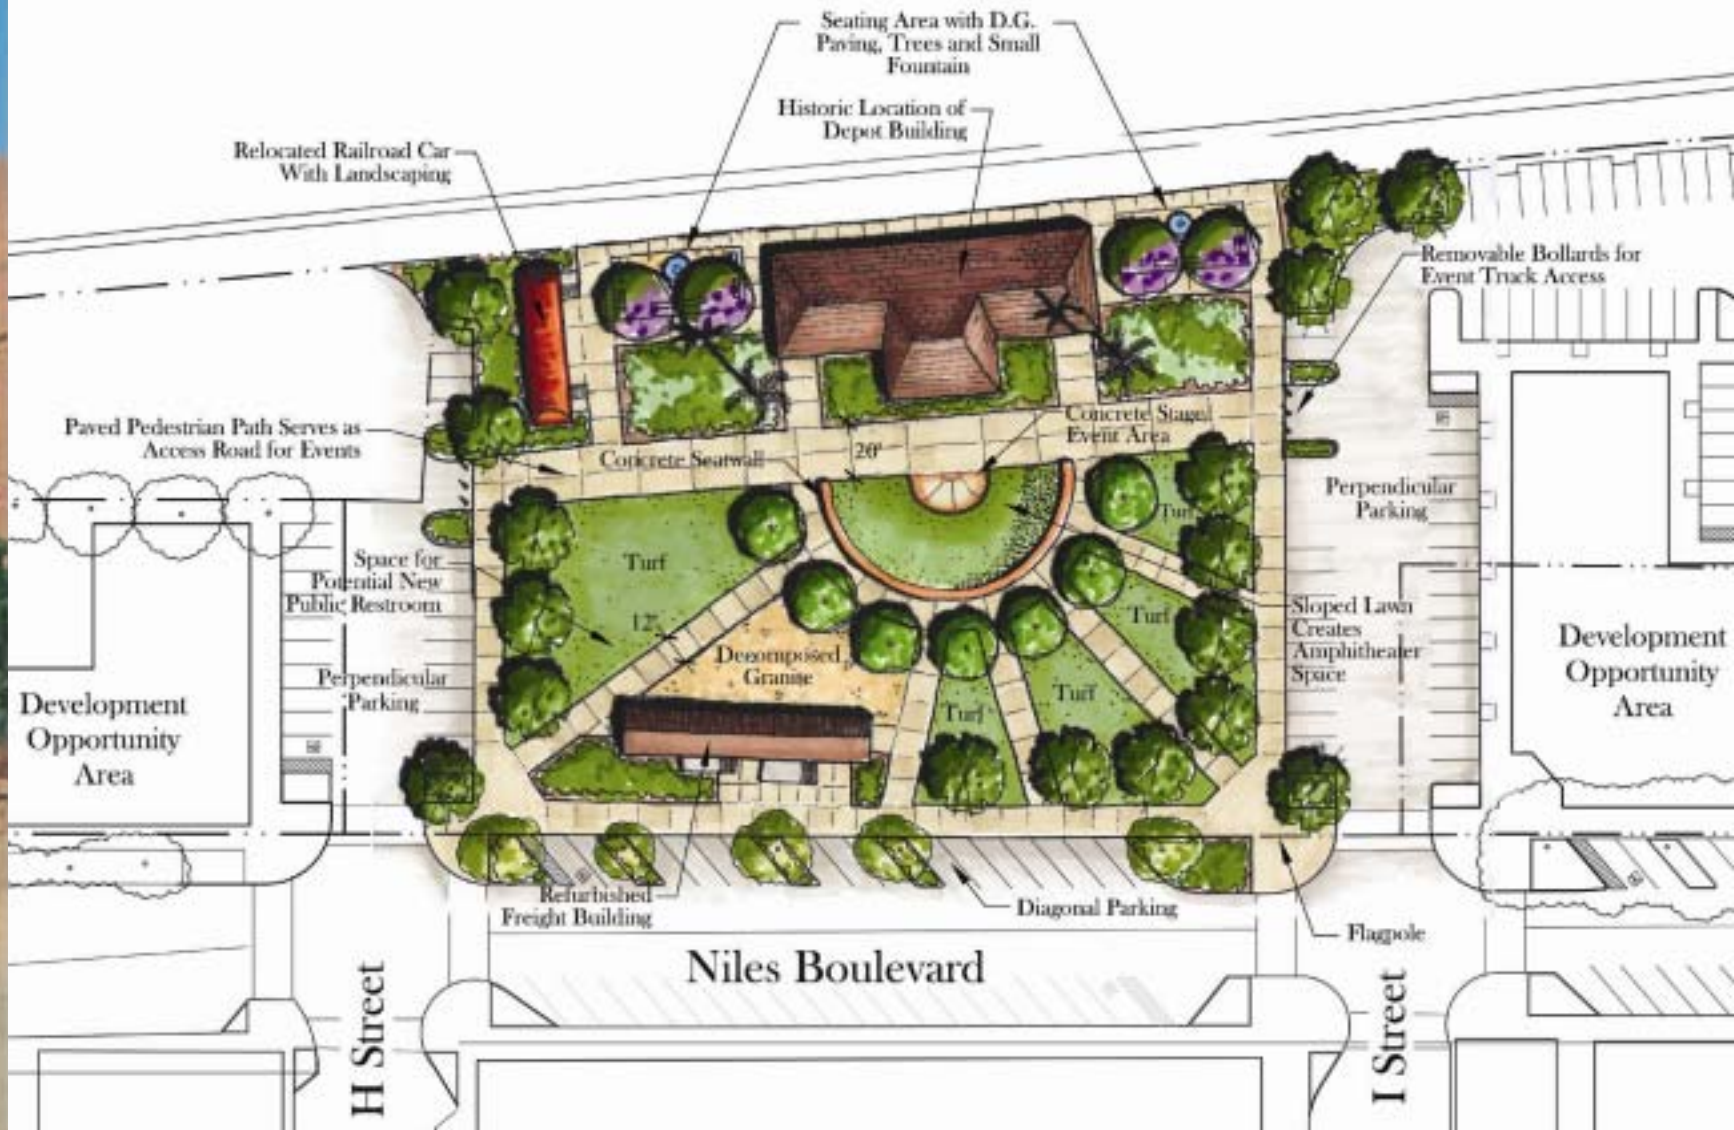 Seating Area with D.G.
Paving, Trees and Small
Fountain
Historic Location of
Depot Building
Relocated Railroad Car
With Landscaping
Removable Bollards for
Event Truck Access
Paved Pedestrian Path Serves as
Access Road for Events
Concrete Stage/
Event Area
20'
Concrete Seatwall
Perpendicular
Parking
Turf
Turf
Space for
Potential New
Public Restroom
Sloped Lawn
Creates
Amphitheater
Space
Turf
12'
Decomposed
Granite
Development
Opportunity
Area
Perpendicular
Parking
Turf
Turf
Development
Opportunity
Area
Refurbished
Freight Building
Diagonal Parking
Flagpole
Niles Boulevard
H Street
I Street